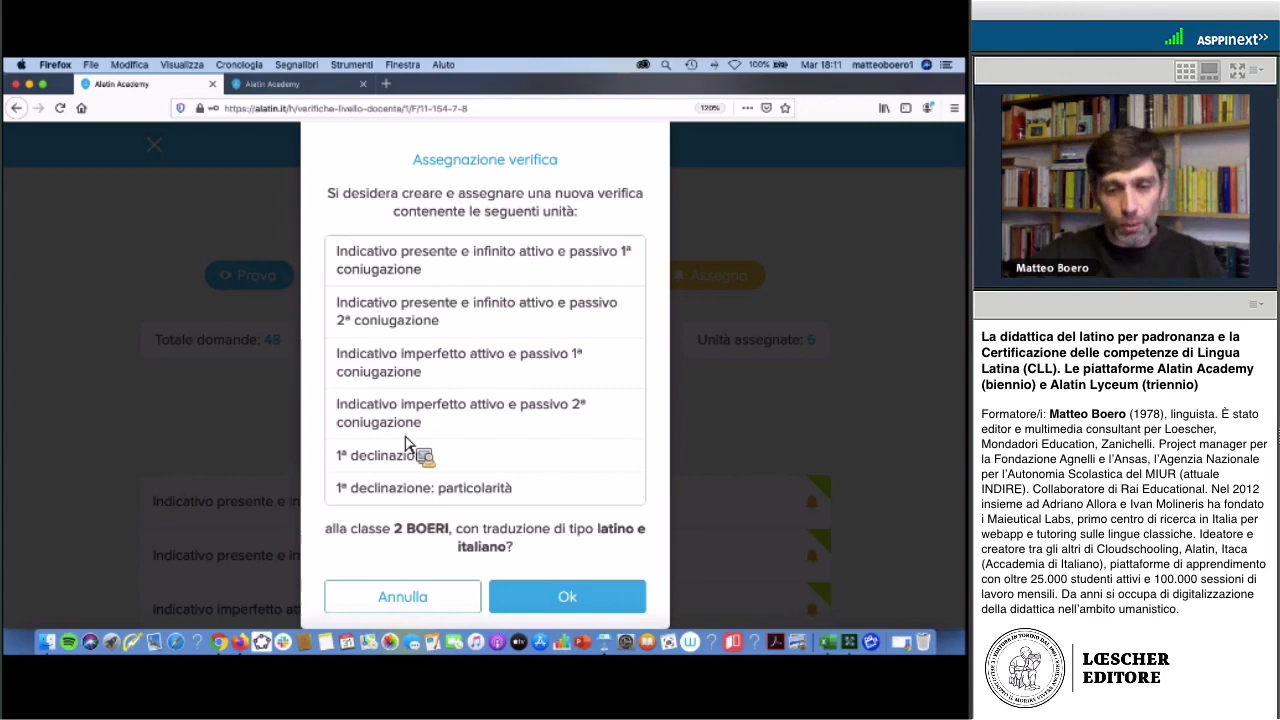 Firefox File Modifica Visualizza Cronologia Segnalibri Strumenti Finestra Aiuto
100% Mar 18:11 matteoboero1
Alatin Academy
Alatin Academy
https://alatin.it/h/verifiche-livello-docente/1/F/11-154-7-8
120%
Assegnazione verifica
Si desidera creare e assegnare una nuova verifica
contenente le seguenti unità:
Indicativo presente e infinito attivo e passivo 1ª
coniugazione
Indicativo presente e infinito attivo e passivo
2ª coniugazione
Indicativo imperfetto attivo e passivo 1ª
coniugazione
Indicativo imperfetto attivo e passivo 2ª
coniugazione
1ª declinazio
1ª declinazione: particolarità
alla classe 2 BOERI, con traduzione di tipo latino e
italiano?
Annulla
Ok
Prova
Assegna
Totale domande: 48
Unità assegnate: 6
Indicativo presente e in
Indicativo presente e in
Indicativo imperfetto at
ASPPInext»
Matteo Boero
La didattica del latino per padronanza e la
Certificazione delle competenze di Lingua
Latina (CLL). Le piattaforme Alatin Academy
(biennio) e Alatin Lyceum (triennio)
Formatore/i: Matteo Boero (1978), linguista. È stato
editor e multimedia consultant per Loescher,
Mondadori Education, Zanichelli. Project manager per
la Fondazione Agnelli e l'Ansas, l'Agenzia Nazionale
per l'Autonomia Scolastica del MIUR (attuale
INDIRE). Collaboratore di Rai Educational. Nel 2012
insieme ad Adriano Allora e Ivan Molineris ha fondato
i Maieutical Labs, primo centro di ricerca in Italia per
webapp e tutoring sulle lingue classiche. Ideatore e
creatore tra gli altri di Cloudschooling, Alatin, Itaca
(Accademia di Italiano), piattaforme di apprendimento
con oltre 25.000 studenti attivi e 100.000 sessioni di
lavoro mensili. Da anni si occupa di digitalizzazione
della didattica nell'ambito umanistico.
LŒSCHER
EDITORE